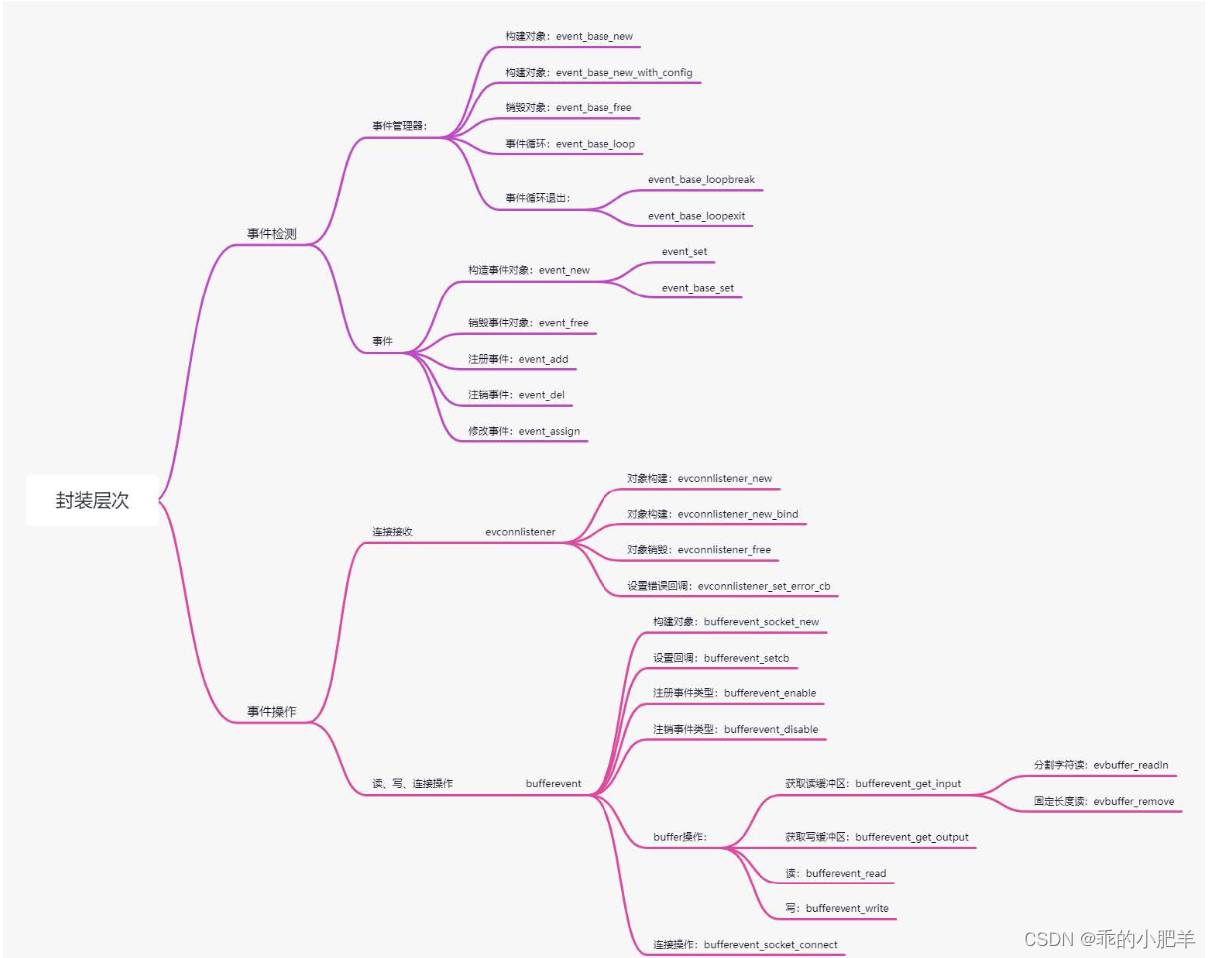 封装层次
事件检测
事件管理器：
构建对象：event_base_new
构建对象：event_base_new_with_config
销毁对象：event_base_free
事件循环：event_base_loop
事件循环退出：
event_base_loopbreak
event_base_loopexit
事件
构造事件对象：event_new
event_set
event_base_set
销毁事件对象：event_free
注册事件：event_add
注销事件：event_del
修改事件：event_assign
事件操作
连接接收 evconnlistener
对象构建：evconnlistener_new
对象构建：evconnlistener_new_bind
对象销毁：evconnlistener_free
设置错误回调：evconnlistener_set_error_cb
读、写、连接操作 bufferevent
构建对象：bufferevent_socket_new
设置回调：bufferevent_setcb
注册事件类型：bufferevent_enable
注销事件类型：bufferevent_disable
buffer操作：
获取读缓冲区：bufferevent_get_input
分割字符读：evbuffer_readln
固定长度读：evbuffer_remove
获取写缓冲区：bufferevent_get_output
读：bufferevent_read
写：bufferevent_write
连接操作：bufferevent_socket_connect
CSDN @乖的小肥羊